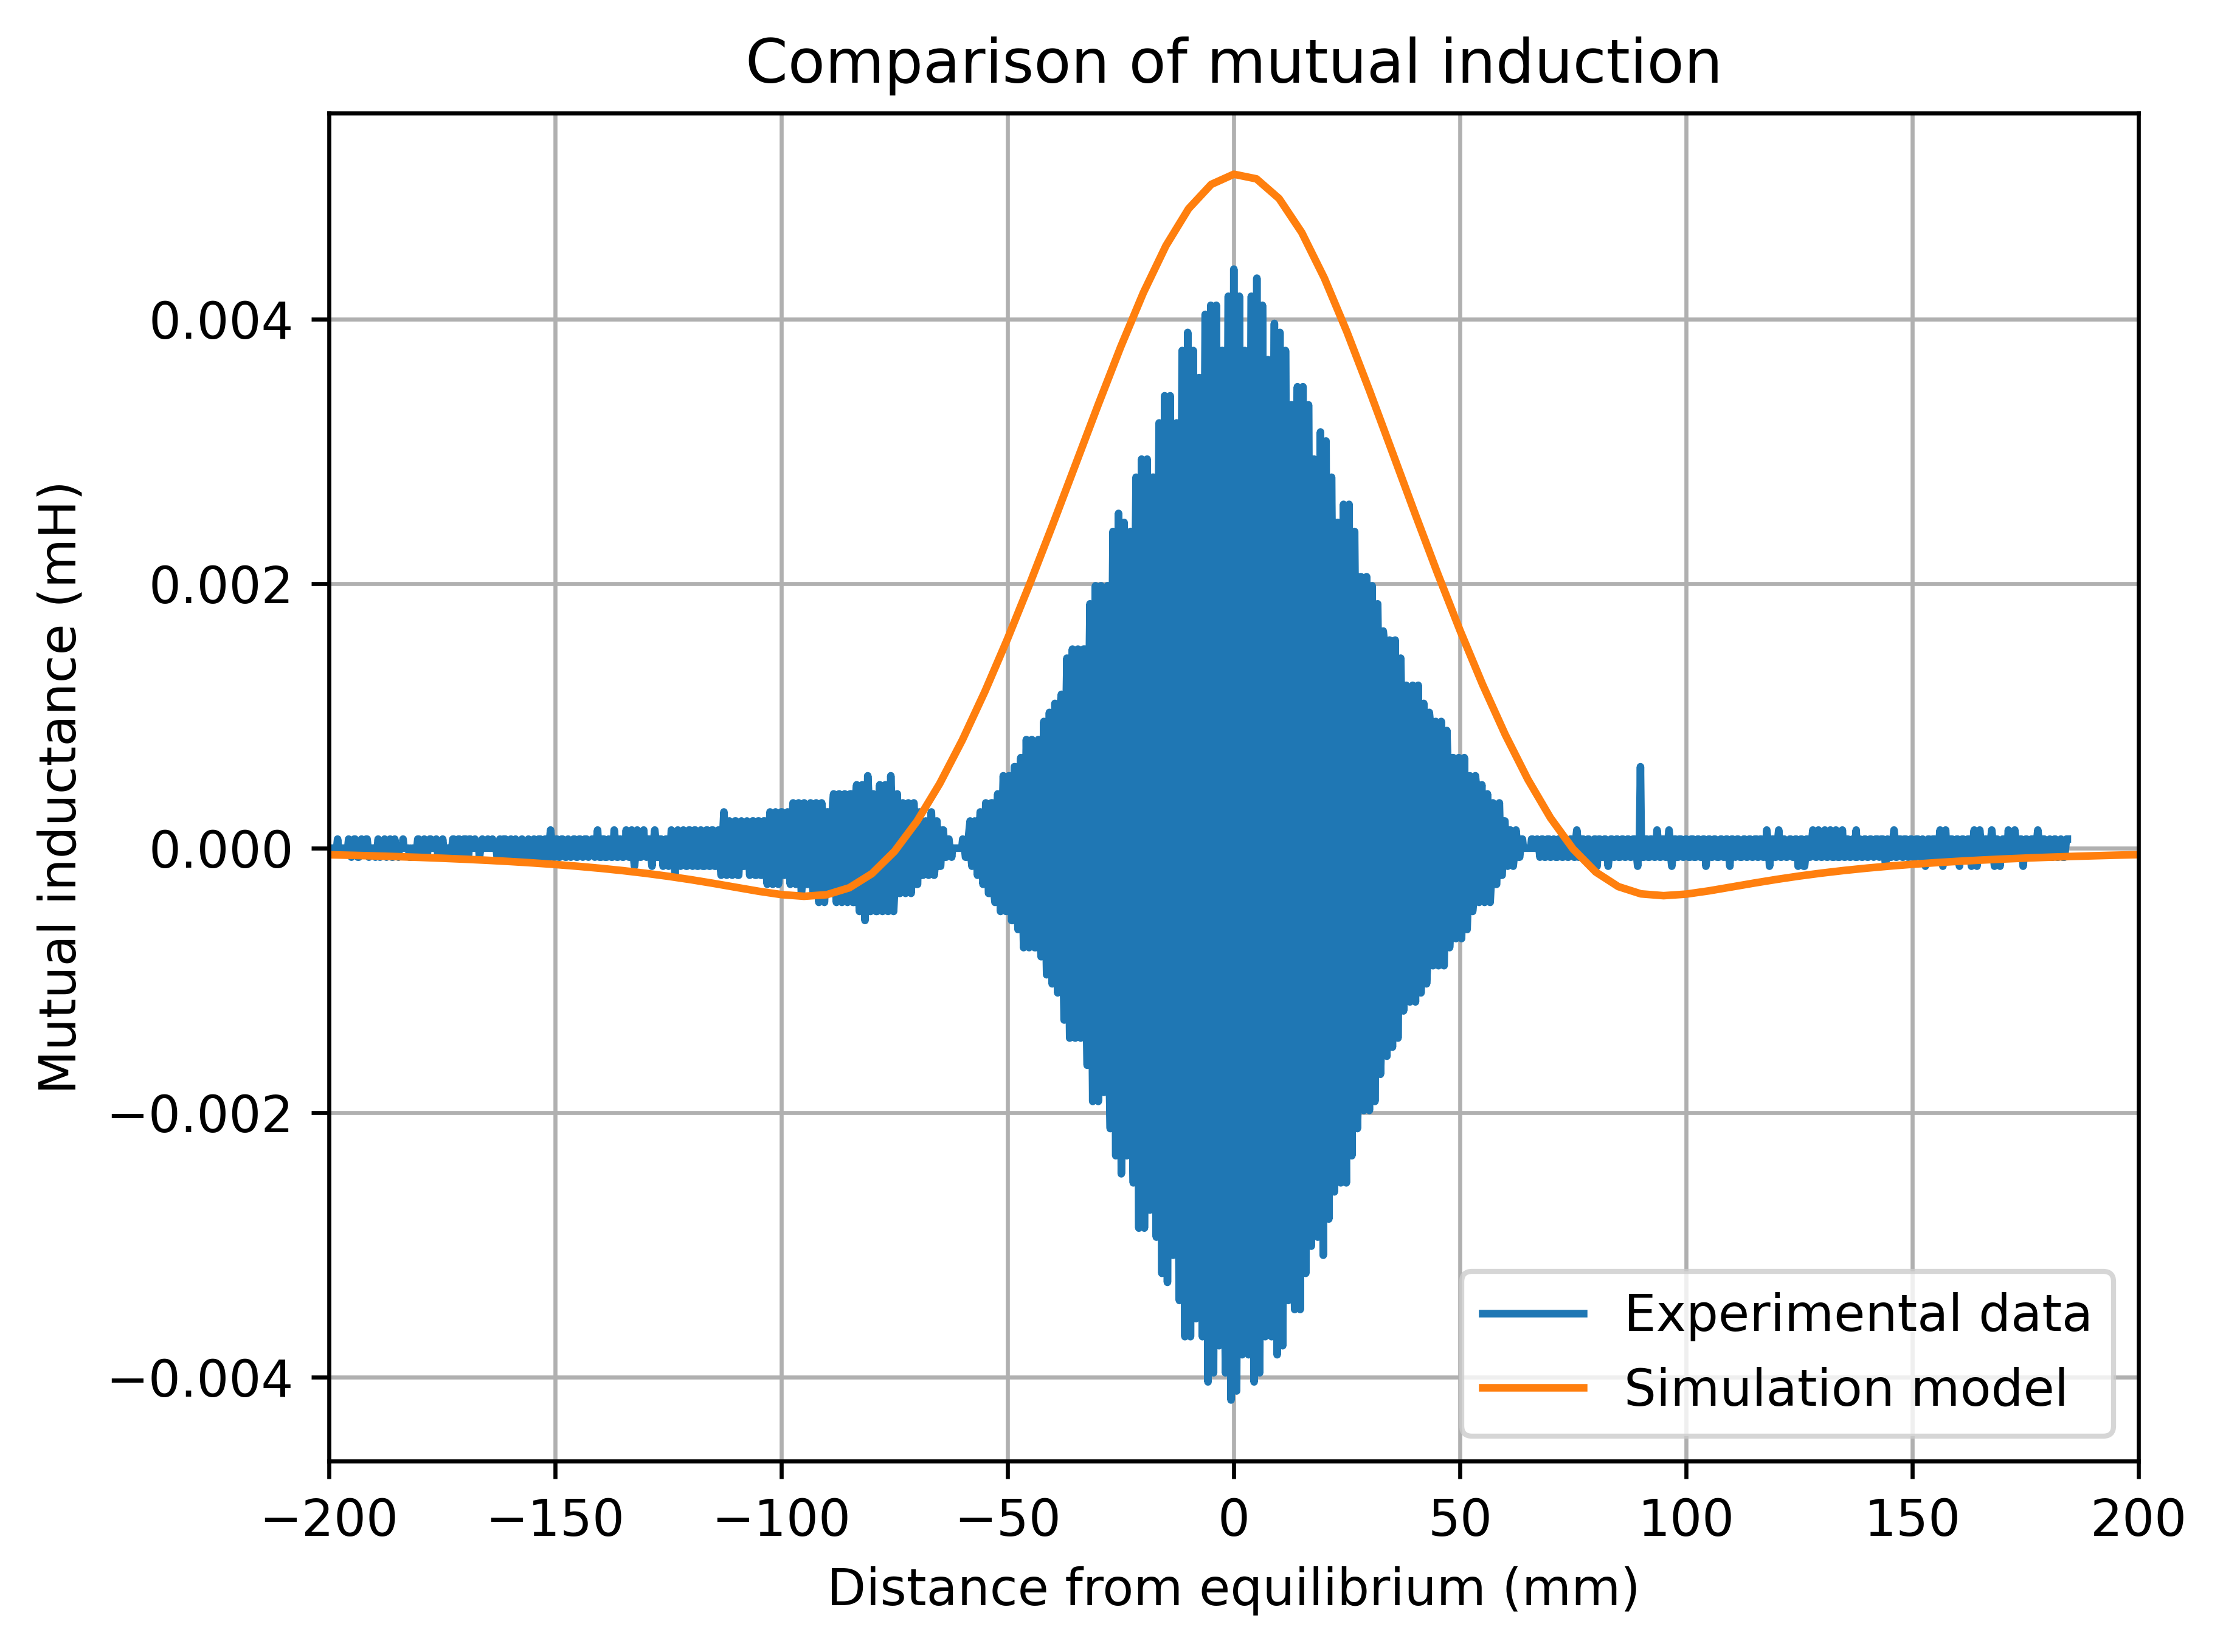 Comparison of mutual induction
Mutual inductance (mH)
0.004
0.002
0.000
−0.002
−0.004
Experimental data
Simulation model
−200 −150 −100 −50 0 50 100 150 200
Distance from equilibrium (mm)